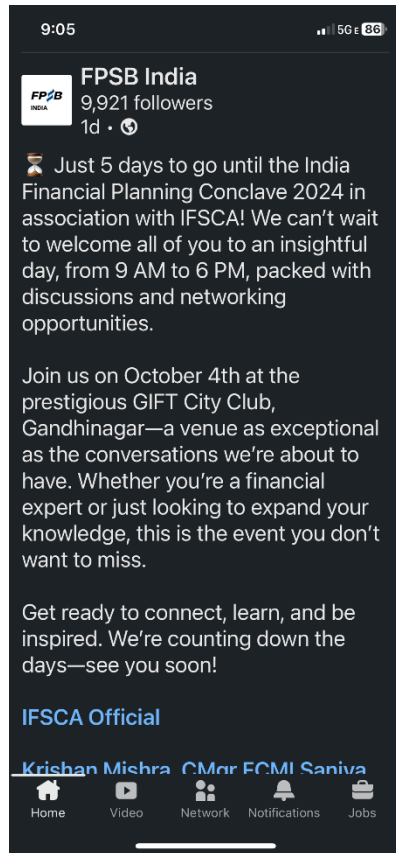 9:05
5G E 86
FPSB
INDIA
FPSB India
9,921 followers
1d •
⏳ Just 5 days to go until the India
Financial Planning Conclave 2024 in
association with IFSCA! We can't wait
to welcome all of you to an insightful
day, from 9 AM to 6 PM, packed with
discussions and networking
opportunities.
Join us on October 4th at the
prestigious GIFT City Club,
Gandhinagar—a venue as exceptional
as the conversations we're about to
have. Whether you're a financial
expert or just looking to expand your
knowledge, this is the event you don't
want to miss.
Get ready to connect, learn, and be
inspired. We're counting down the
days—see you soon!
IFSCA Official
Krishan Mishra, CMgr FCMI Saniya
Home Video Network Notifications Jobs